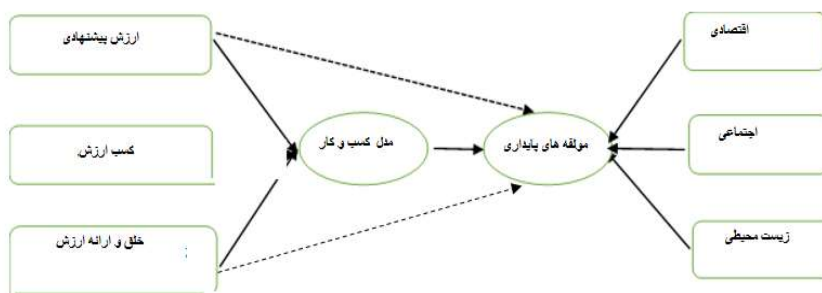 ارزش پیشنهادی
کسب ارزش
خلق و ارائه ارزش
;
مدل کسب و کار
مولفه های پایداری
اقتصادی
اجتماعی
زیست محیطی